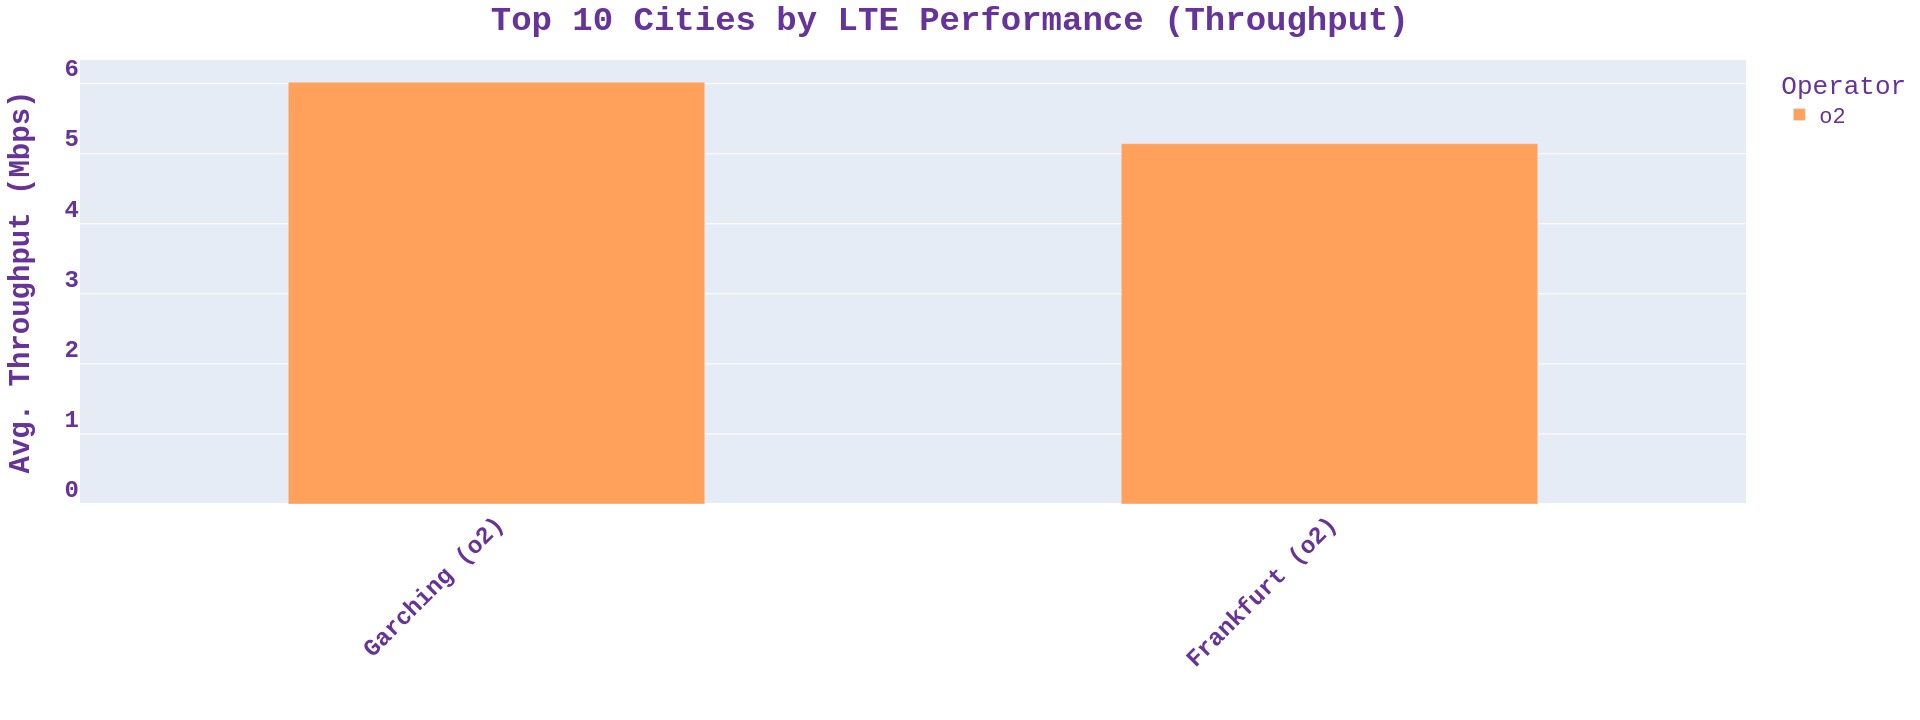 Top 10 Cities by LTE Performance (Throughput)
Avg. Throughput (Mbps)
6
5
4
3
2
1
0
Garching (o2)
Frankfurt (o2)
Operator
o2